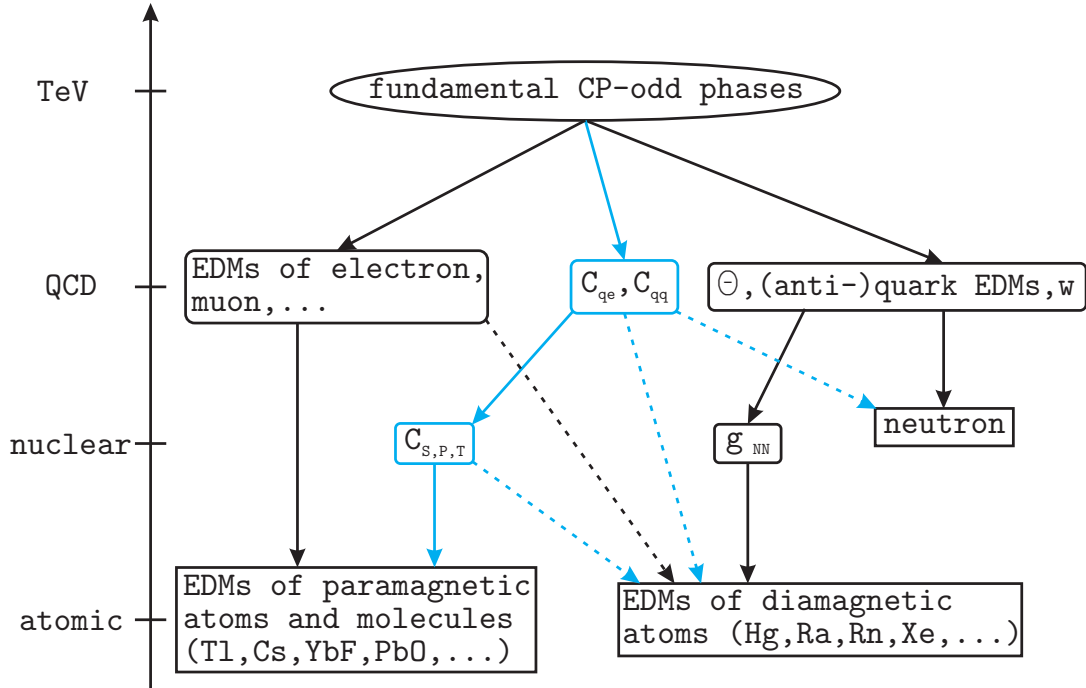 TeV
fundamental CP-odd phases
QCD
EDMs of electron,
muon,...
C_qe,C_qq
Θ,(anti-)quark EDMs,w
nuclear
C_S,P,T
g_NN
neutron
atomic
EDMs of paramagnetic
atoms and molecules
(Tl,Cs,YbF,PbO,...)
EDMs of diamagnetic
atoms (Hg,Ra,Rn,Xe,...)